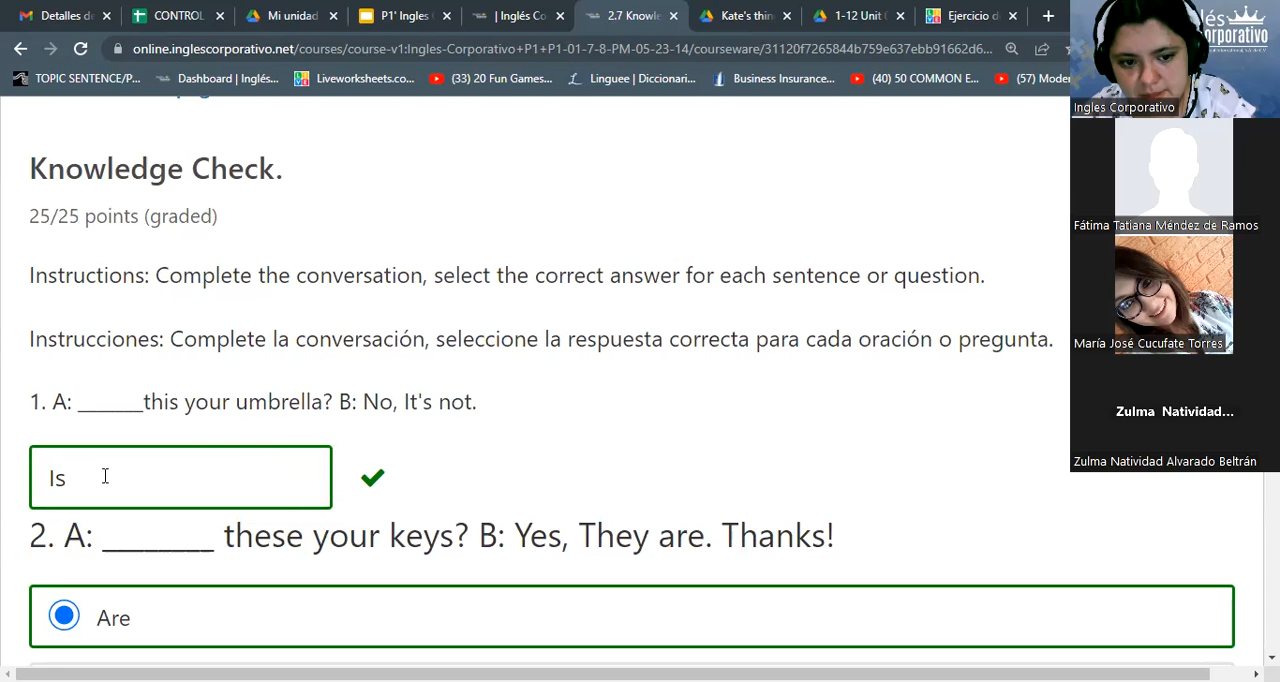 Detalles de
CONTROL
Mi unidad
P1' Ingles
| Inglés Co
2.7 Knowle
Kate's thin
1-12 Unit
Ejercicio d
online.inglescorporativo.net/courses/course-v1:Ingles-Corporativo+P1+P1-01-7-8-PM-05-23-14/courseware/31120f7265844b759e637ebb91662d6...
TOPIC SENTENCE/P...
Dashboard | Inglés...
Liveworksheets.co...
(33) 20 Fun Games...
Linguee | Diccionari...
Business Insurance...
(40) 50 COMMON E...
(57) Moder
Knowledge Check.
25/25 points (graded)
Instructions: Complete the conversation, select the correct answer for each sentence or question.
Instrucciones: Complete la conversación, seleccione la respuesta correcta para cada oración o pregunta.
1. A: _______this your umbrella? B: No, It's not.
Is
2. A: ________ these your keys? B: Yes, They are. Thanks!
Are
Ingles Corporativo
Fátima Tatiana Méndez de Ramos
María José Cucufate Torres
Zulma Natividad...
Zulma Natividad Alvarado Beltrán